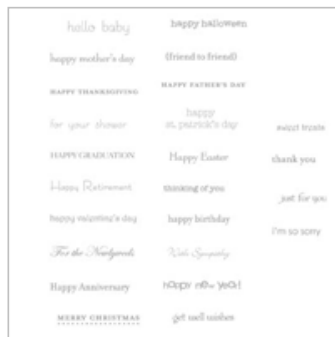 hello baby
happy halloween
happy mother's day
(friend to friend)
HAPPY THANKSGIVING
HAPPY FATHER'S DAY
for your shower
happy
st. patrick's day
sweet treats
HAPPY GRADUATION
Happy Easter
thank you
Happy Retirement
thinking of you
just for you
happy valentine's day
happy birthday
I'm so sorry
For the Newlyweds
With Sympathy
Happy Anniversary
happy new year!
MERRY CHRISTMAS
get well wishes